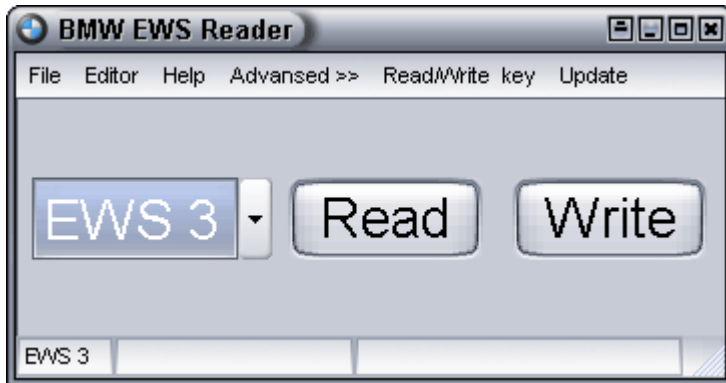 BMW EWS Reader
File Editor Help Advansed >> Read/Write key Update
EWS 3 Read Write
EWS 3